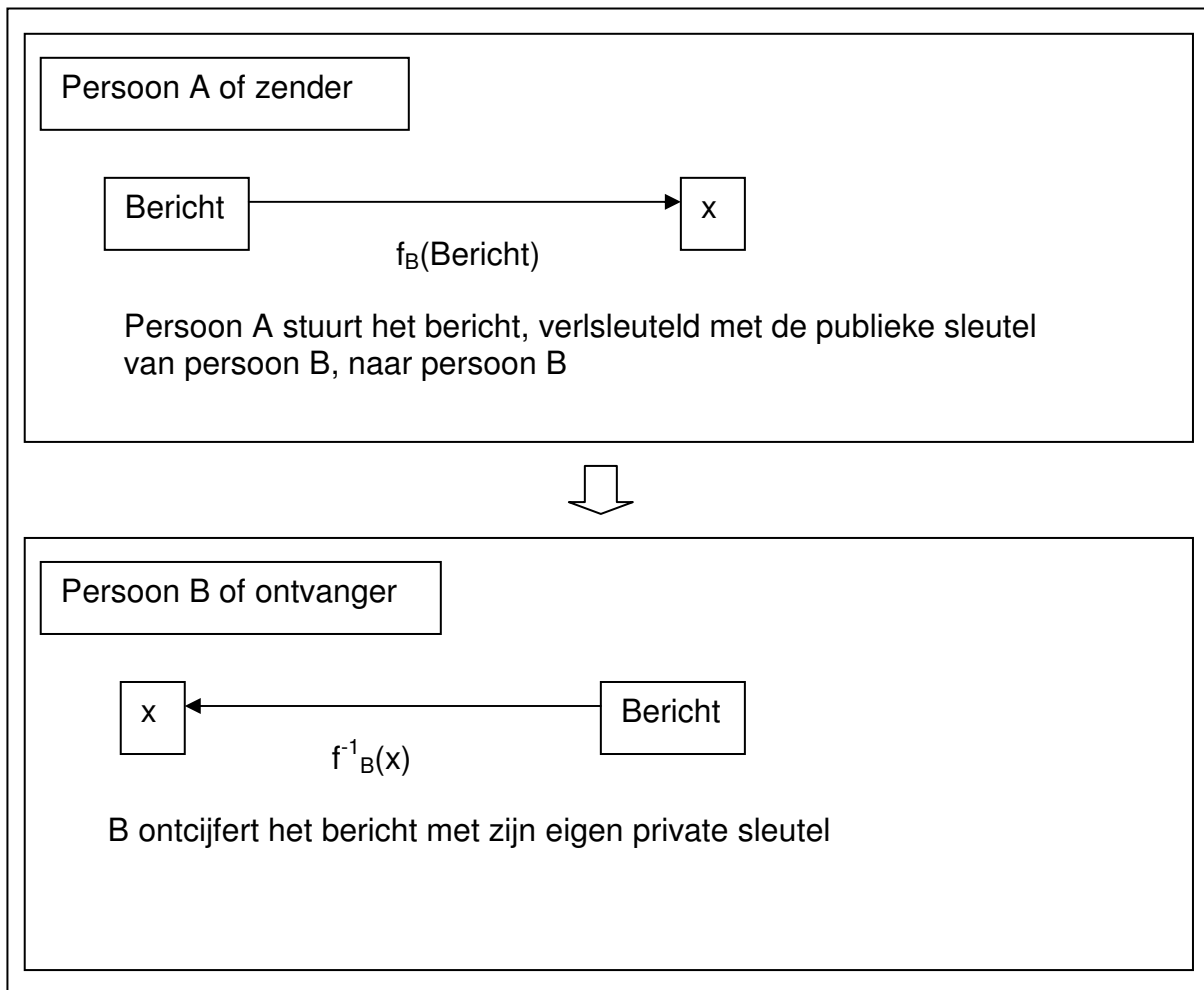 Persoon A of zender
Bericht
x
f_B(Bericht)
Persoon A stuurt het bericht, verlsleuteld met de publieke sleutel
van persoon B, naar persoon B
Persoon B of ontvanger
x
Bericht
f^-1_B(x)
B ontcijfert het bericht met zijn eigen private sleutel